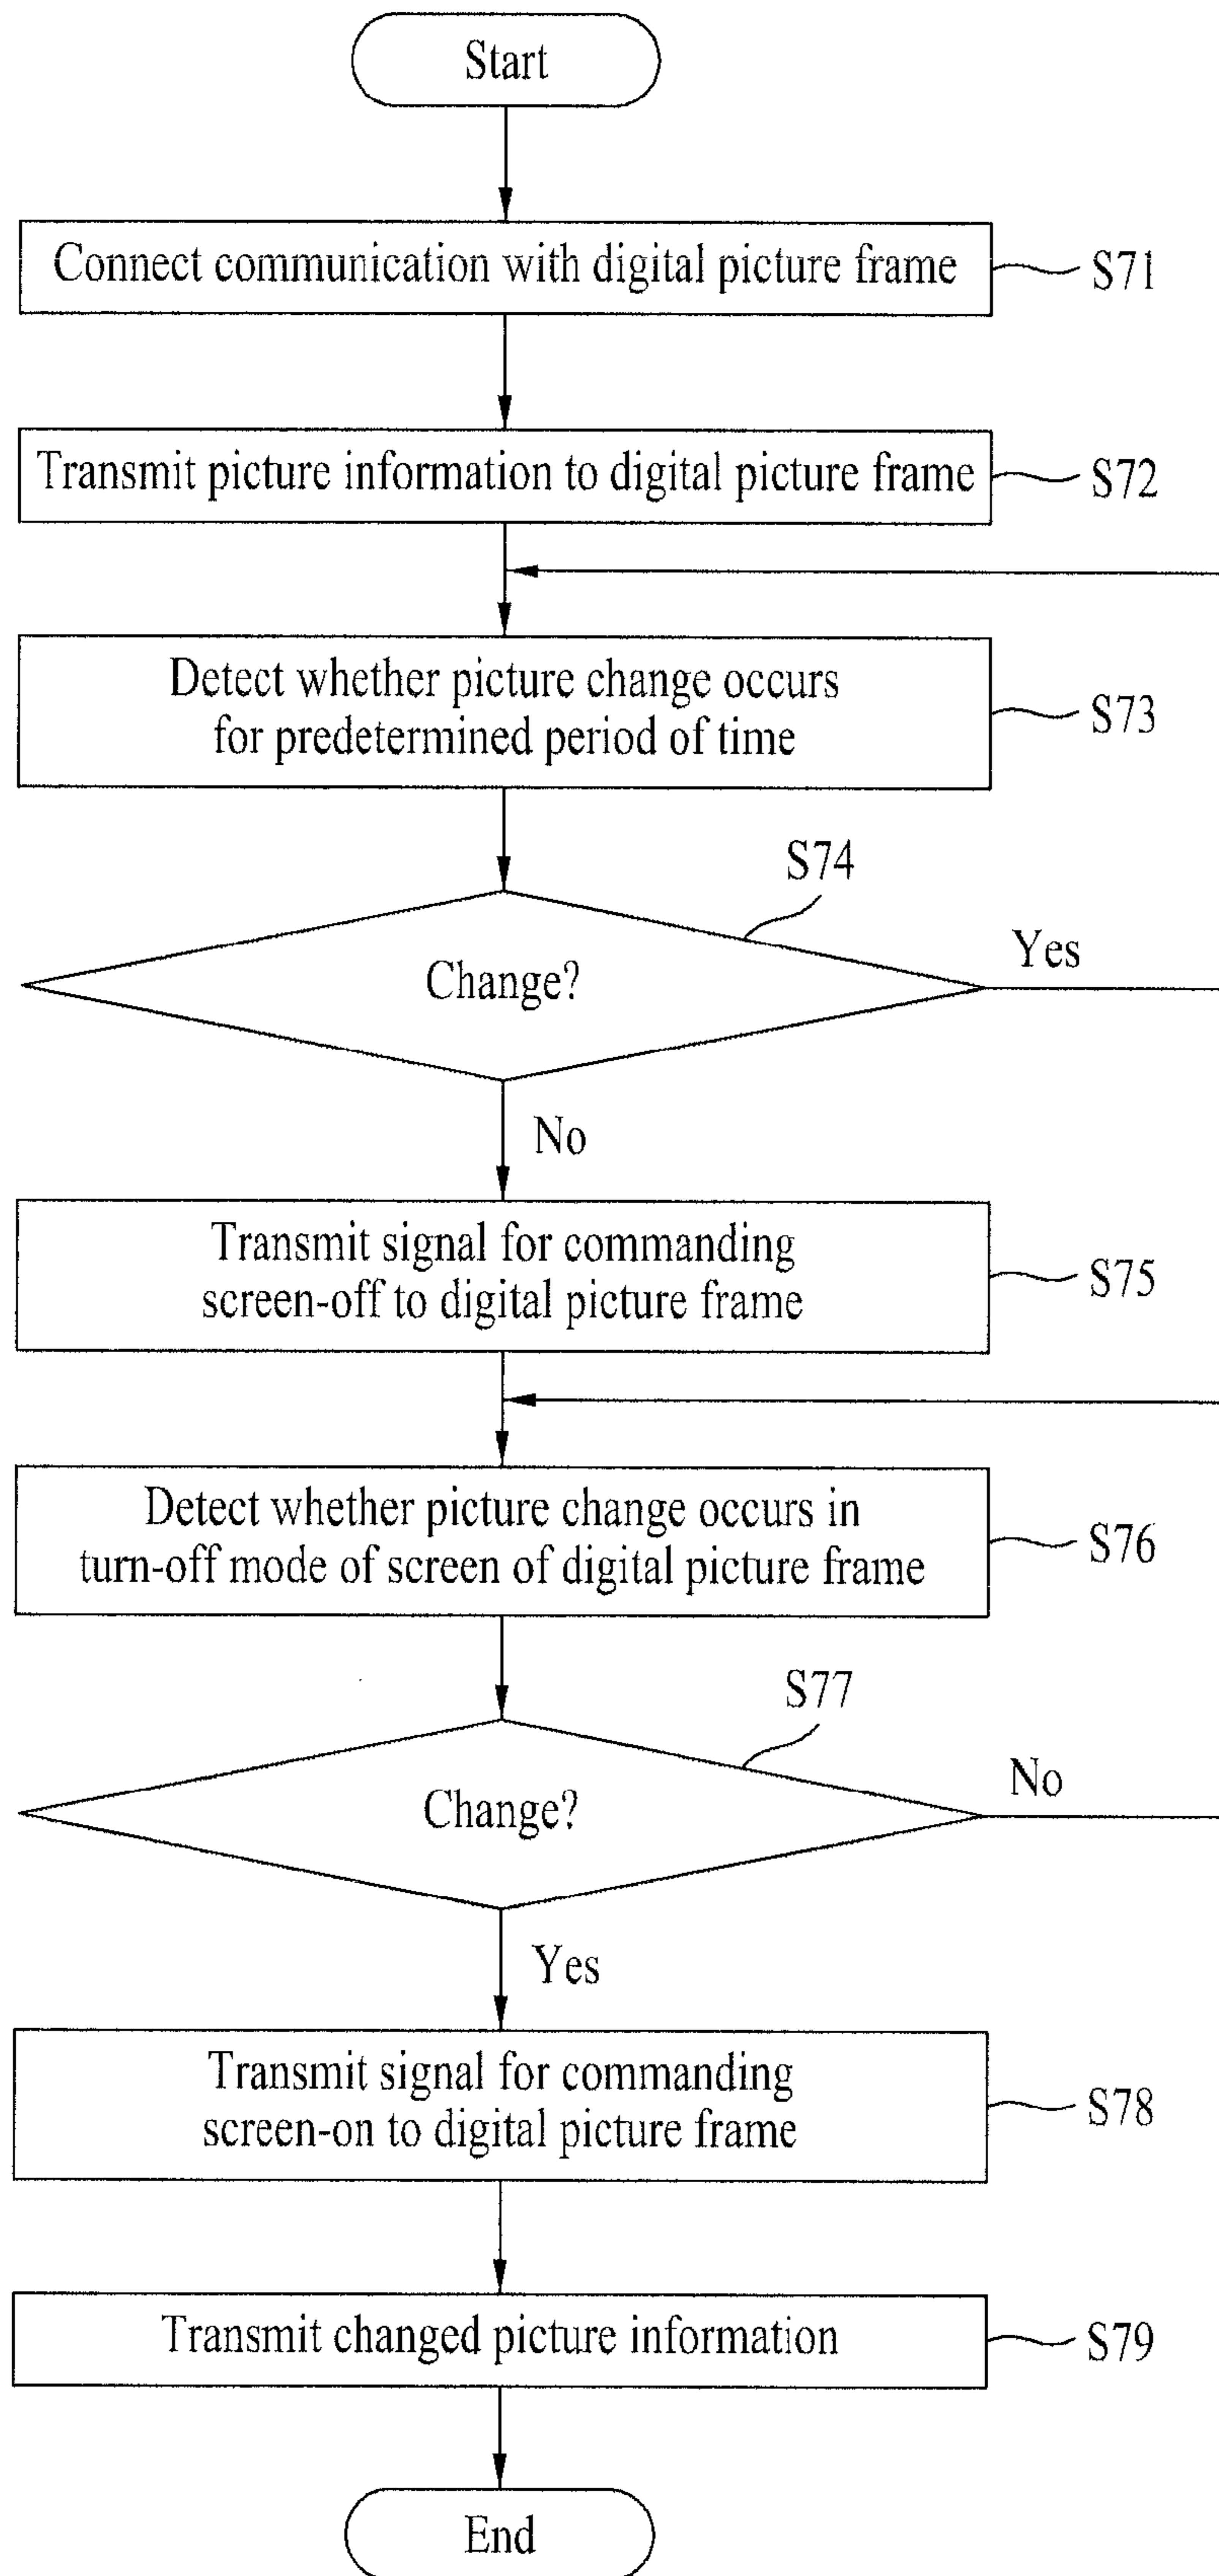 Start
Connect communication with digital picture frame
S71
Transmit picture information to digital picture frame
S72
Detect whether picture change occurs
for predetermined period of time
S73
S74
Change?
Yes
No
Transmit signal for commanding
screen-off to digital picture frame
S75
Detect whether picture change occurs in
turn-off mode of screen of digital picture frame
S76
S77
Change?
No
Yes
Transmit signal for commanding
screen-on to digital picture frame
S78
Transmit changed picture information
S79
End